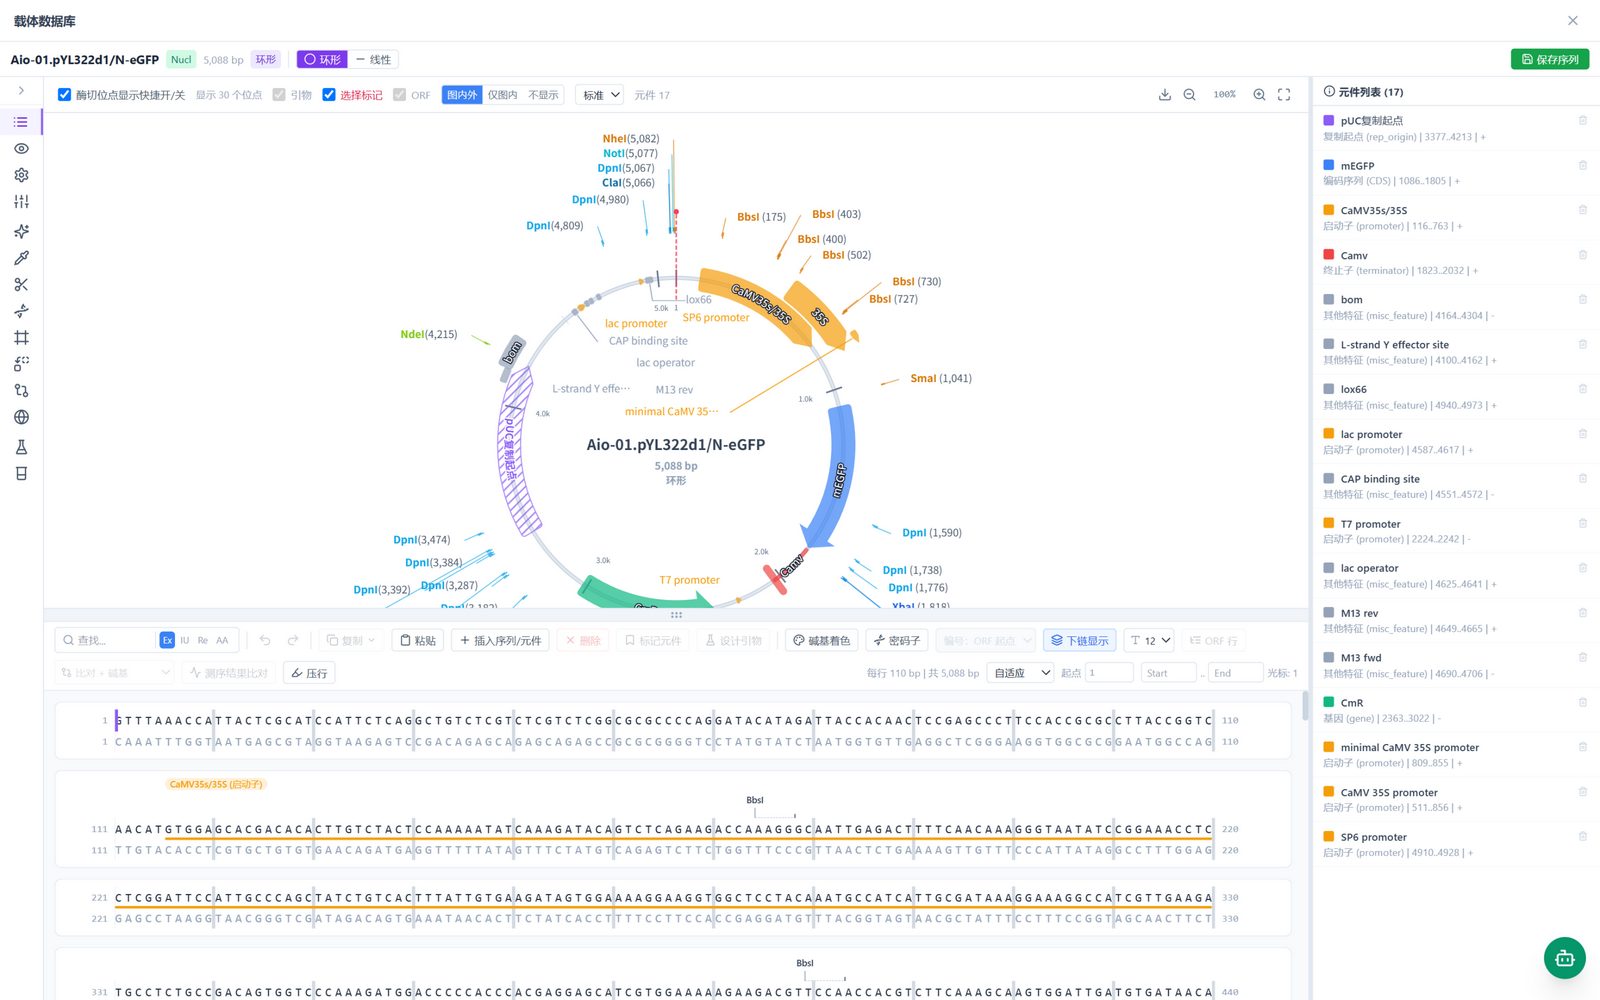 载体数据库
Aio-01.pYL322d1/N-eGFP Nucl 5,088 bp 环形 环形 线性 保存序列
酶切位点显示快捷开/关 显示 30 个位点 引物 选择标记 ORF 图内外 仅图内 不显示 标准 元件 17 100%
NheI(5,082)
NotI(5,077)
DpnI(5,067)
ClaI(5,066)
DpnI(4,980)
DpnI(4,809)
BbsI (175)
BbsI (403)
BbsI (400)
BbsI (502)
BbsI (730)
BbsI (727)
CaMV35s/35S
35S
5.0k 1 lox66
lac promoter
SP6 promoter
NdeI(4,215)
CAP binding site
bom
lac operator
SmaI (1,041)
L-strand Y effe···
M13 rev
1.0k
4.0k
minimal CaMV 35···
pUC复制起点
Aio-01.pYL322d1/N-eGFP
5,088 bp
环形
mEGFP
DpnI (1,590)
DpnI(3,474)
2.0k
3.0k
DpnI(3,384)
Camv
DpnI (1,738)
T7 promoter
DpnI(3,392)
DpnI(3,287)
DpnI (1,776)
XbaI (1,818)
DpnI(3,182)
CmR
元件列表 (17)
pUC复制起点
复制起点 (rep_origin) | 3377..4213 | +
mEGFP
编码序列 (CDS) | 1086..1805 | +
CaMV35s/35S
启动子 (promoter) | 116..763 | +
Camv
终止子 (terminator) | 1823..2032 | +
bom
其他特征 (misc_feature) | 4164..4304 | -
L-strand Y effector site
其他特征 (misc_feature) | 4100..4162 | +
lox66
其他特征 (misc_feature) | 4940..4973 | +
lac promoter
启动子 (promoter) | 4587..4617 | +
CAP binding site
其他特征 (misc_feature) | 4551..4572 | -
T7 promoter
启动子 (promoter) | 2224..2242 | -
lac operator
其他特征 (misc_feature) | 4625..4641 | +
M13 rev
其他特征 (misc_feature) | 4649..4665 | +
M13 fwd
其他特征 (misc_feature) | 4690..4706 | -
CmR
基因 (gene) | 2363..3022 | -
minimal CaMV 35S promoter
启动子 (promoter) | 809..855 | +
CaMV 35S promoter
启动子 (promoter) | 511..856 | +
SP6 promoter
启动子 (promoter) | 4910..4928 | +
查找... Ex IU Re AA 复制 粘贴 插入序列/元件 删除 标记元件 设计引物 碱基着色 密码子 编号: ORF 起点 下链显示 12 ORF 行
比对 + 碱基 测序结果比对 压行 每行 110 bp | 共 5,088 bp 自适应 起点 1 Start .. End 光标: 1
1 GTTTAAACCATTACTCGCATCCATTCTCAGGCTGTCTCGTCTCGTCTCGGCGCGCCCCAGGATACATAGATTACCACAACTCCGAGCCCTTCCACCGCGCCTTACCGGTC 110
1 CAAATTTGGTAATGAGCGTAGGTAAGAGTCCGACAGAGCAGAGCAGAGCCGCGCGGGGTCCTATGTATCTAATGGTGTTGAGGCTCGGGAAGGTGGCGCGGAATGGCCAG 110
CaMV35s/35S (启动子)
BbsI
111 AACATGTGGAGCACGACACACTTGTCTACTCCAAAAATATCAAAGATACAGTCTCAGAAGACCAAAGGGCAATTGAGACTTTTCAACAAAGGGTAATATCCGGAAACCTC 220
111 TTGTACACCTCGTGCTGTGTGAACAGATGAGGTTTTTATAGTTTCTATGTCAGAGTCTTCTGGTTTCCCGTTAACTCTGAAAAGTTGTTTCCCATTATAGGCCTTTGGAG 220
221 CTCGGATTCCATTGCCCAGCTATCTGTCACTTTATTGTGAAGATAGTGGAAAAGGAAGGTGGCTCCTACAAATGCCATCATTGCGATAAAGGAAAGGCCATCGTTGAAGA 330
221 GAGCCTAAGGTAACGGGTCGATAGACAGTGAAATAACACTTCTATCACCTTTTCCTTCCACCGAGGATGTTTACGGTAGTAACGCTATTTCCTTTCCGGTAGCAACTTCT 330
BbsI
331 TGCCTCTGCCGACAGTGGTCCCAAAGATGGACCCCCACCCACGAGGAGCATCGTGGAAAAAGAAGACGTTCCAACCACGTCTTCAAAGCAAGTGGATTGATGTGATAACA 440